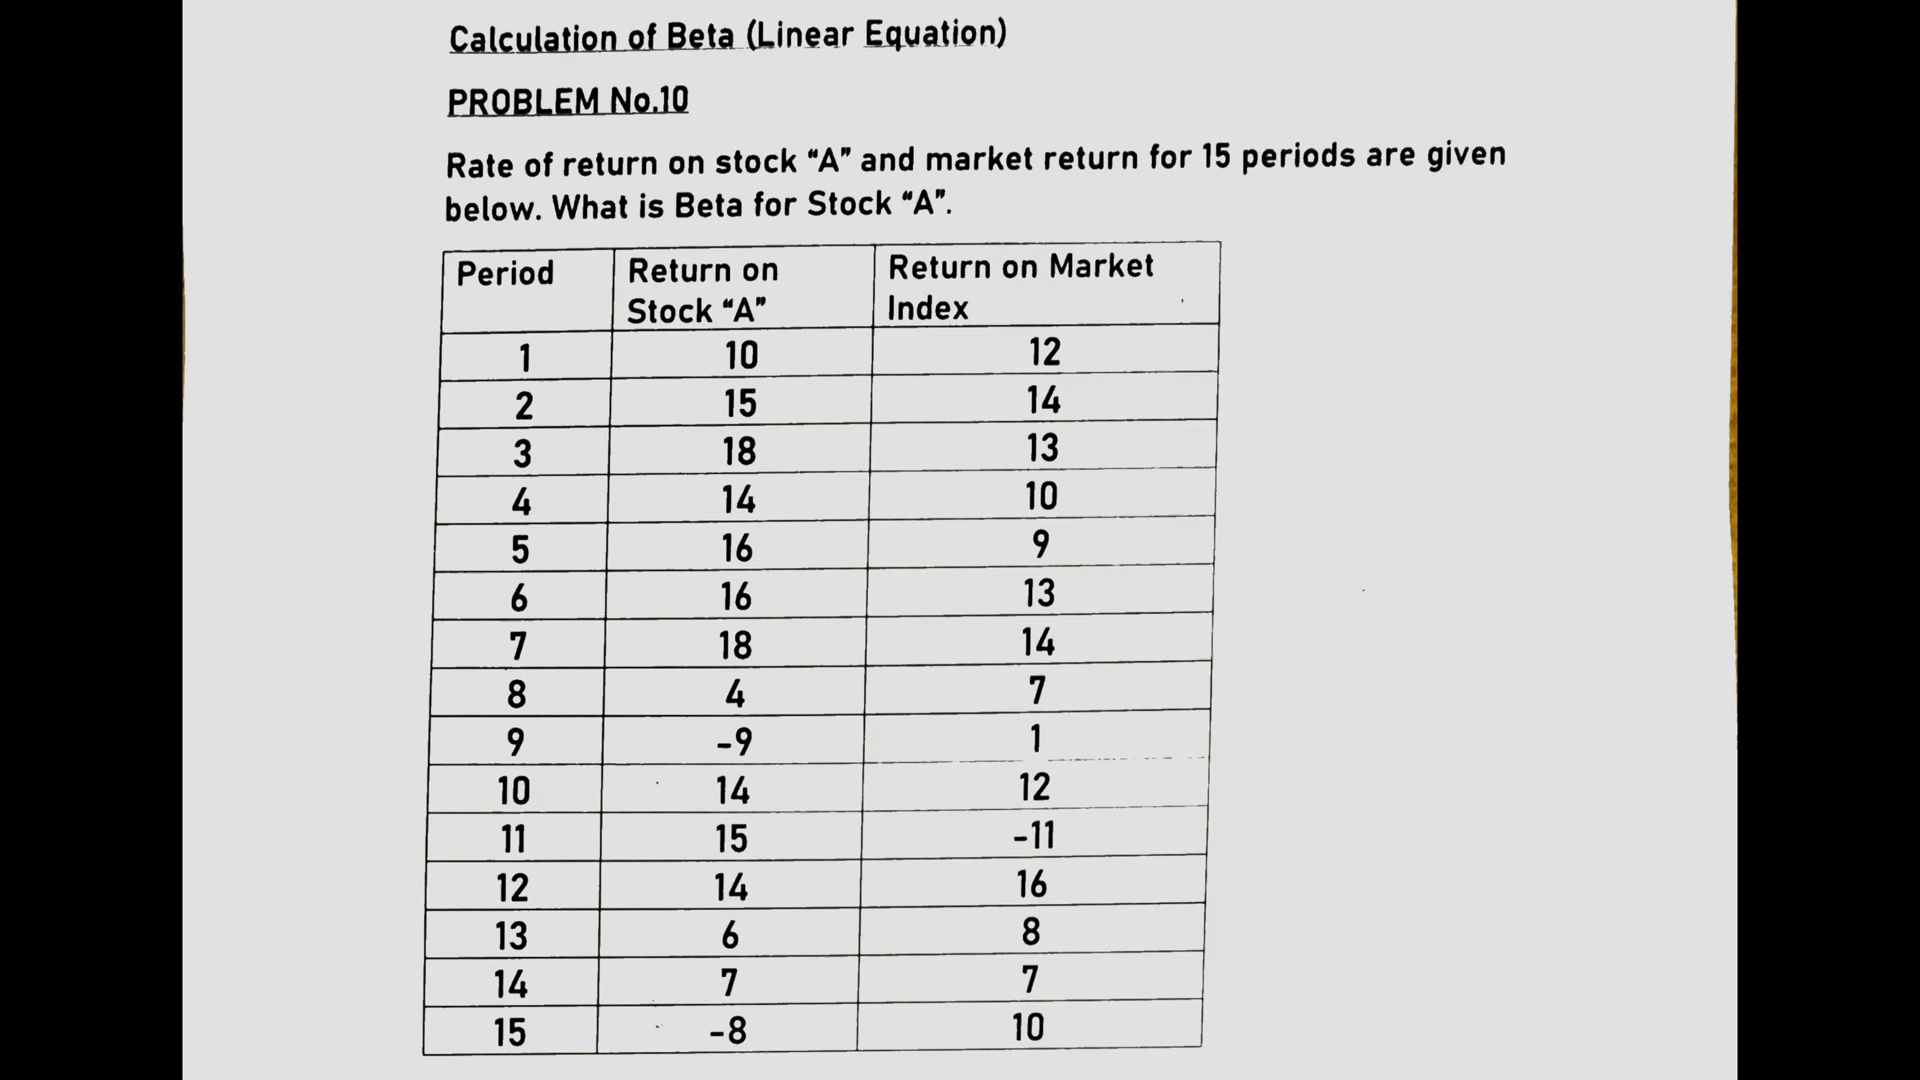 Calculation of Beta (Linear Equation)
PROBLEM No.10
Rate of return on stock “A” and market return for 15 periods are given
below. What is Beta for Stock “A”.
Period Return on Stock “A” Return on Market Index
1 10 12
2 15 14
3 18 13
4 14 10
5 16 9
6 16 13
7 18 14
8 4 7
9 -9 1
10 14 12
11 15 -11
12 14 16
13 6 8
14 7 7
15 -8 10